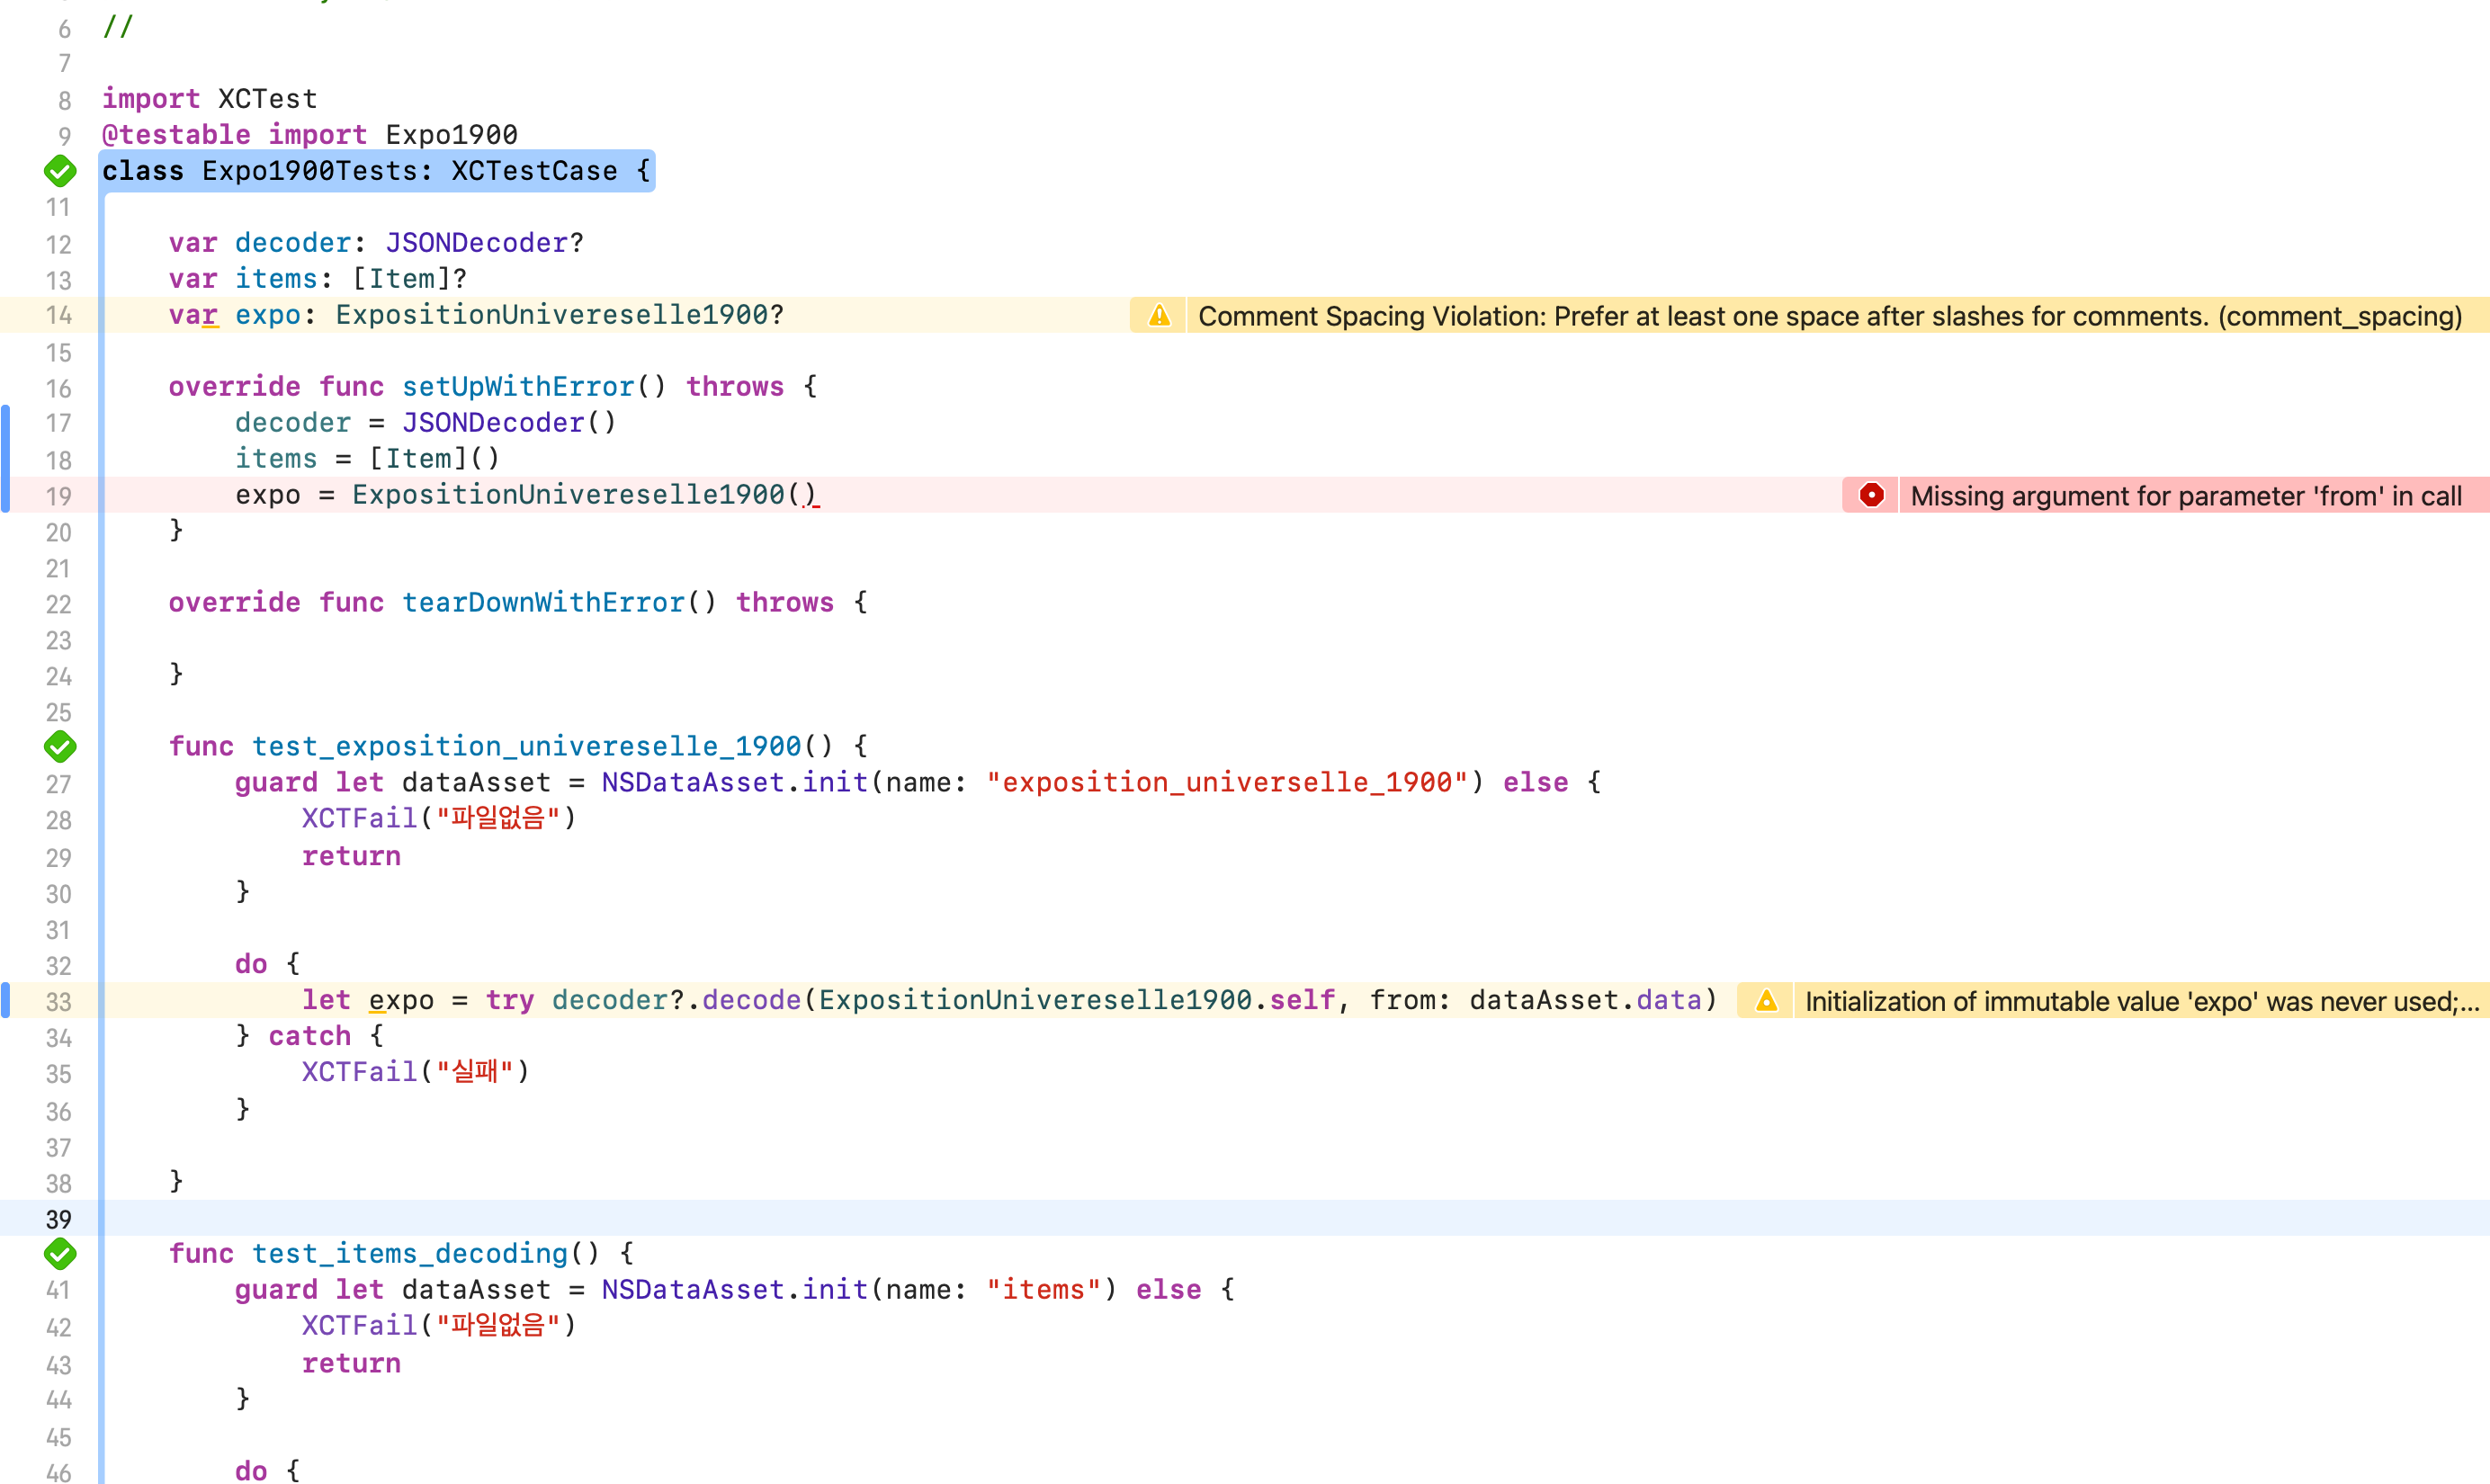 6 //
7
8 import XCTest
9 @testable import Expo1900
class Expo1900Tests: XCTestCase {
11
12 var decoder: JSONDecoder?
13 var items: [Item]?
14 var expo: ExpositionUnivereselle1900? Comment Spacing Violation: Prefer at least one space after slashes for comments. (comment_spacing)
15
16 override func setUpWithError() throws {
17 decoder = JSONDecoder()
18 items = [Item]()
19 expo = ExpositionUnivereselle1900() Missing argument for parameter 'from' in call
20 }
21
22 override func tearDownWithError() throws {
23
24 }
25
func test_exposition_univereselle_1900() {
27 guard let dataAsset = NSDataAsset.init(name: "exposition_universelle_1900") else {
28 XCTFail("파일없음")
29 return
30 }
31
32 do {
33 let expo = try decoder?.decode(ExpositionUnivereselle1900.self, from: dataAsset.data) Initialization of immutable value 'expo' was never used;...
34 } catch {
35 XCTFail("실패")
36 }
37
38 }
39
func test_items_decoding() {
41 guard let dataAsset = NSDataAsset.init(name: "items") else {
42 XCTFail("파일없음")
43 return
44 }
45
46 do {